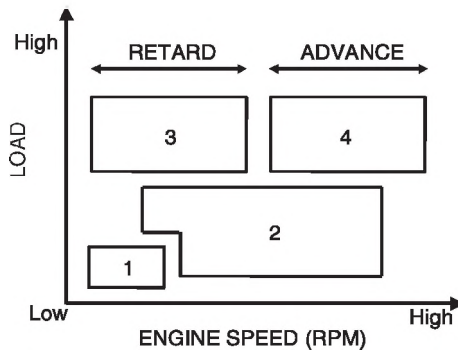 RETARD ADVANCE
High
3 4
LOAD
2
1
Low High
ENGINE SPEED (RPM)